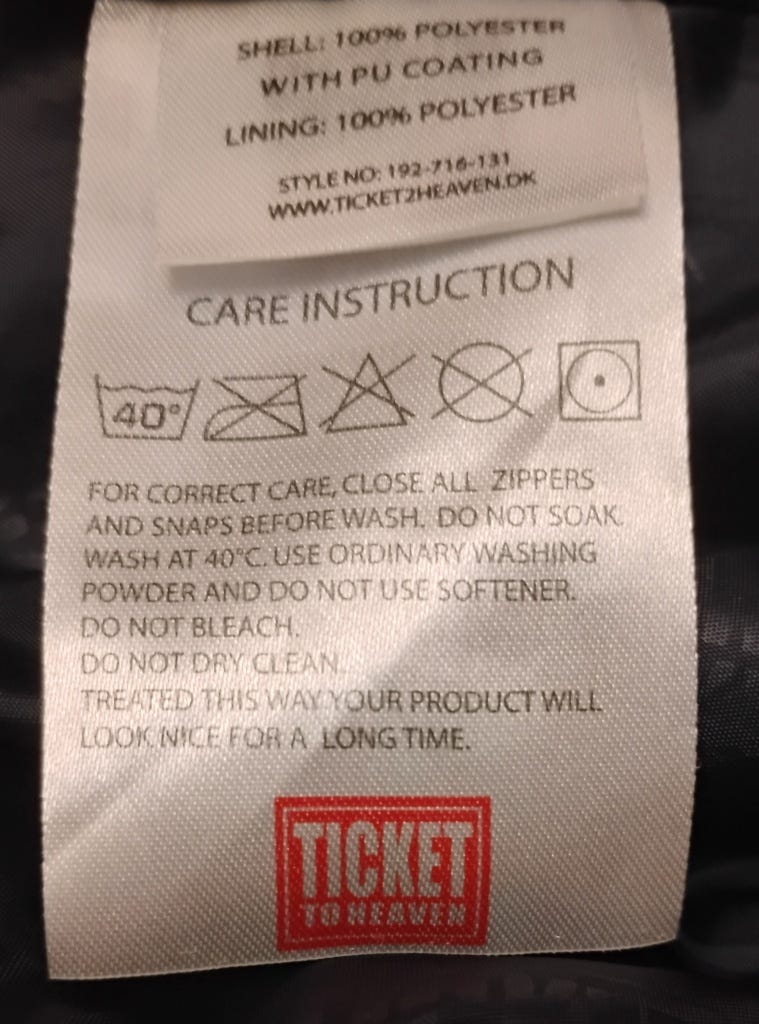 SHELL: 100% POLYESTER
WITH PU COATING
LINING: 100% POLYESTER
STYLE NO: 192-716-131
WWW.TICKET2HEAVEN.DK
CARE INSTRUCTION
40°
FOR CORRECT CARE, CLOSE ALL ZIPPERS
AND SNAPS BEFORE WASH. DO NOT SOAK.
WASH AT 40°C. USE ORDINARY WASHING
POWDER AND DO NOT USE SOFTENER.
DO NOT BLEACH.
DO NOT DRY CLEAN.
TREATED THIS WAY YOUR PRODUCT WILL
LOOK NICE FOR A LONG TIME.
TICKET
TO HEAVEN